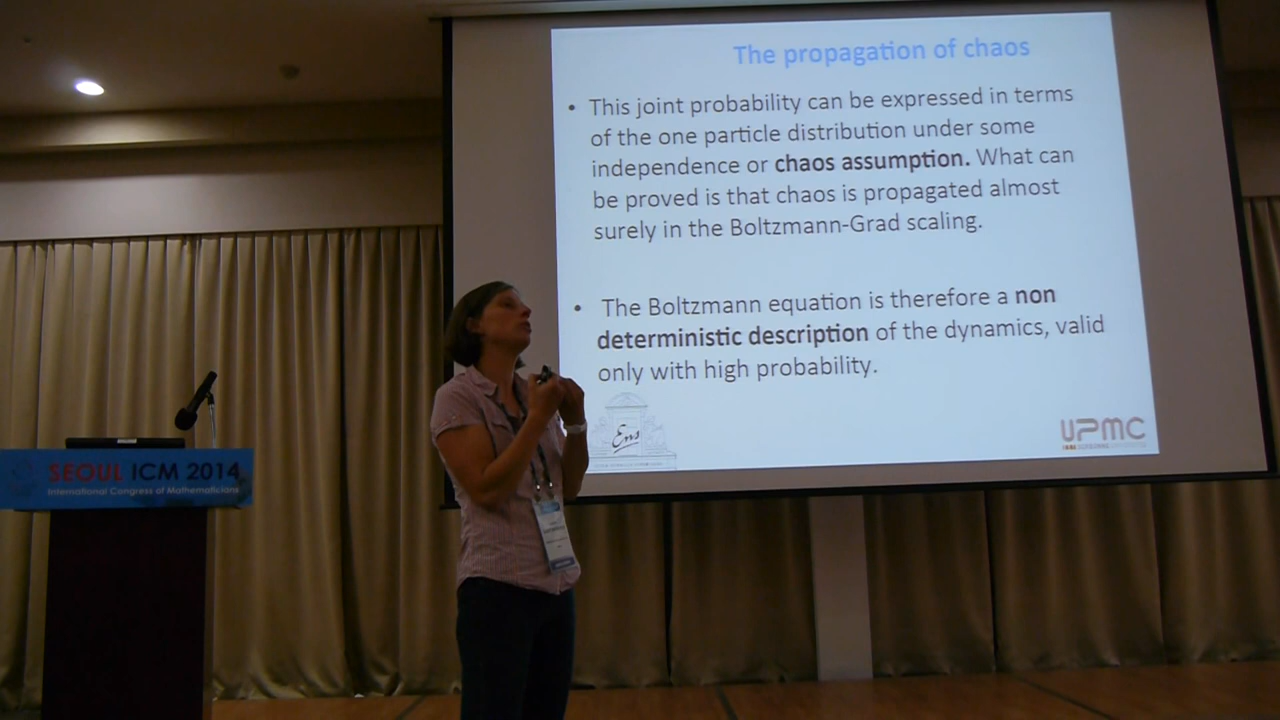 The propagation of chaos
• This joint probability can be expressed in terms
of the one particle distribution under some
independence or chaos assumption. What can
be proved is that chaos is propagated almost
surely in the Boltzmann-Grad scaling.
• The Boltzmann equation is therefore a non
deterministic description of the dynamics, valid
only with high probability.
Ens
UPMC
SEOUL ICM 2014
International Congress of Mathematicians